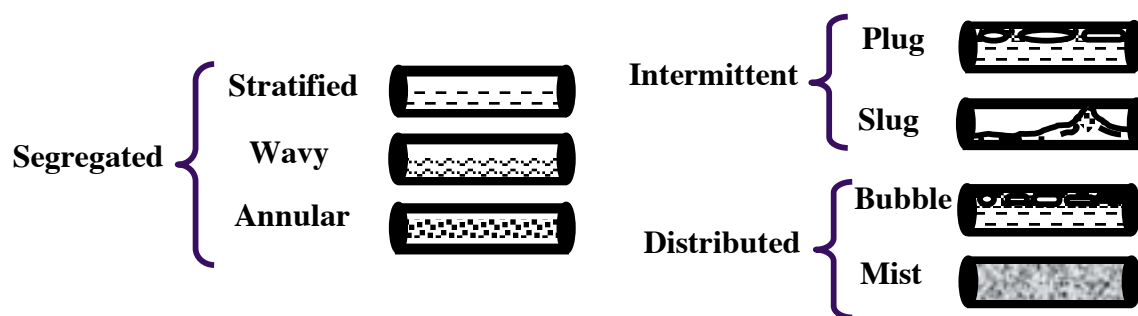 Segregated
Stratified
Wavy
Annular
Intermittent
Plug
Slug
Distributed
Bubble
Mist